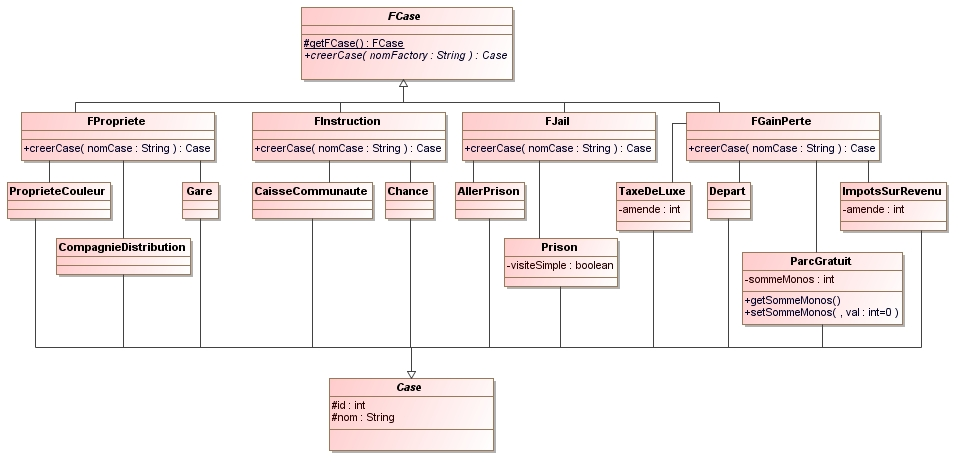 FCase
#getFCase() : FCase
+creerCase( nomFactory : String ) : Case
FPropriete
+creerCase( nomCase : String ) : Case
FInstruction
+creerCase( nomCase : String ) : Case
FJail
+creerCase( nomCase : String ) : Case
FGainPerte
+creerCase( nomCase : String ) : Case
ProprieteCouleur
Gare
CaisseCommunaute
Chance
AllerPrison
TaxeDeLuxe
-amende : int
Depart
ImpotsSurRevenu
-amende : int
CompagnieDistribution
Prison
-visiteSimple : boolean
ParcGratuit
-sommeMonos : int
+getSommeMonos()
+setSommeMonos( , val : int=0 )
Case
#id : int
#nom : String